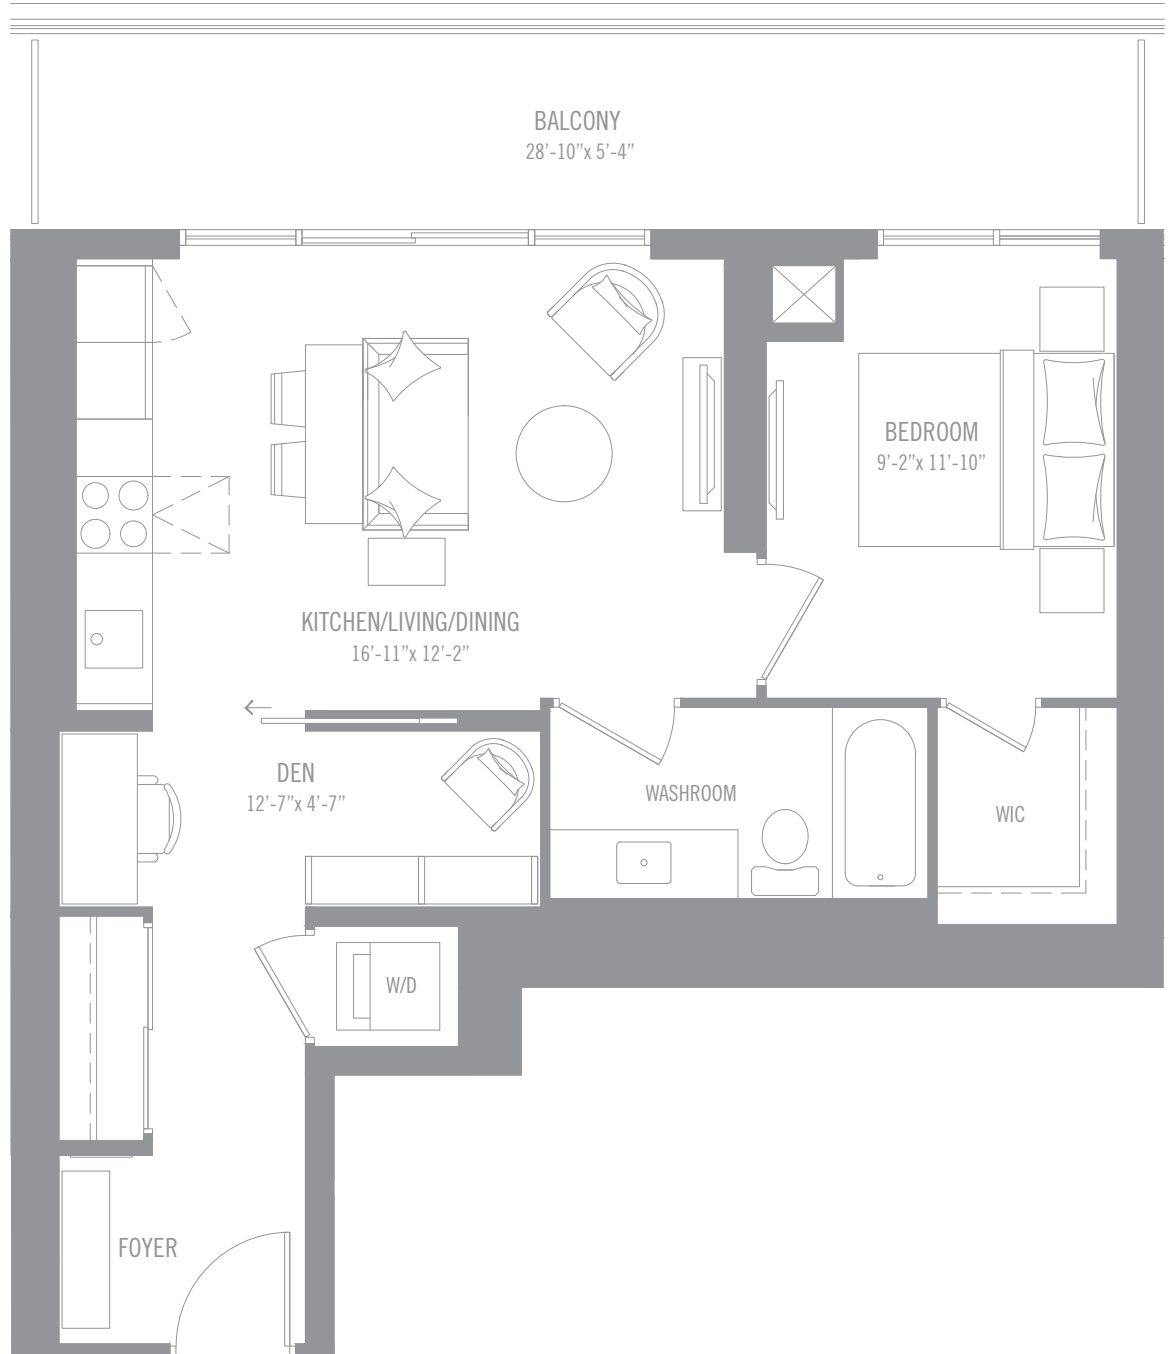 BALCONY
28’-10”x 5’-4”
BEDROOM
9’-2”x 11’-10”
KITCHEN/LIVING/DINING
16’-11”x 12’-2”
DEN
12’-7”x 4’-7”
WASHROOM
WIC
W/D
FOYER